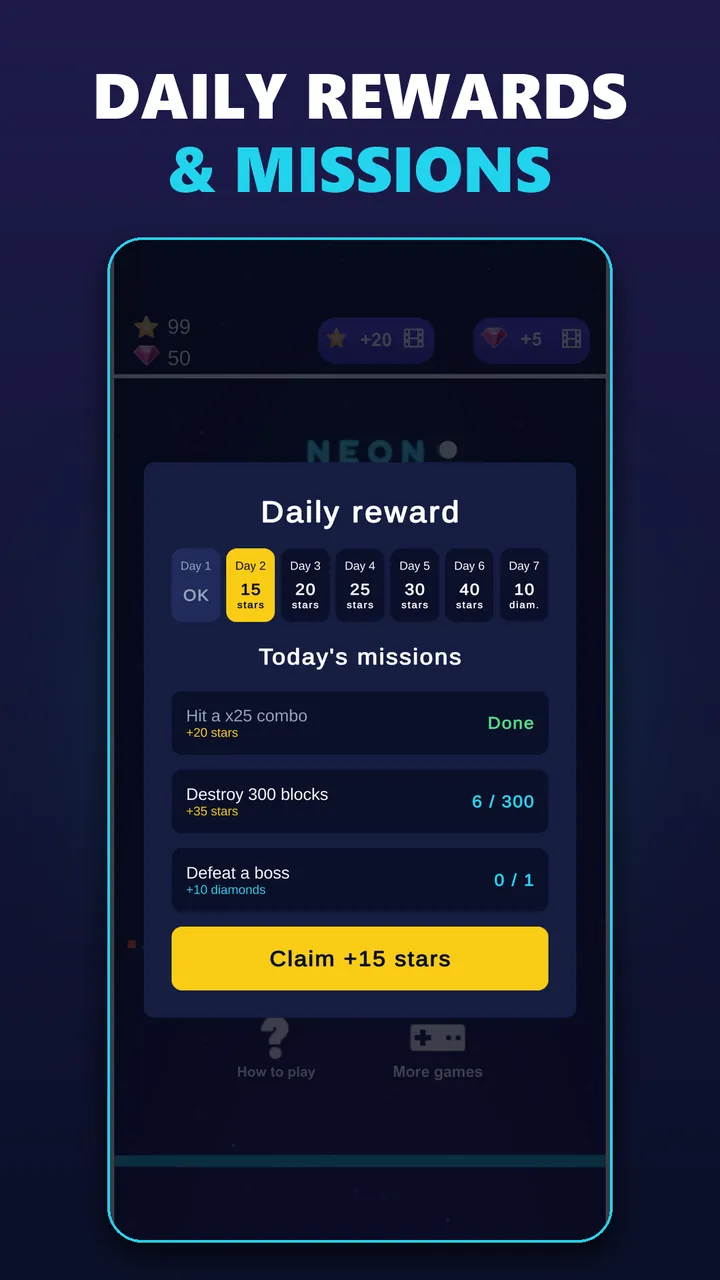 DAILY REWARDS
& MISSIONS
99
50
+20
+5
NEON
Daily reward
Day 1
OK
Day 2
15
stars
Day 3
20
stars
Day 4
25
stars
Day 5
30
stars
Day 6
40
stars
Day 7
10
diam.
Today's missions
Hit a x25 combo
+20 stars
Done
Destroy 300 blocks
+35 stars
6 / 300
Defeat a boss
+10 diamonds
0 / 1
Claim +15 stars
How to play
More games